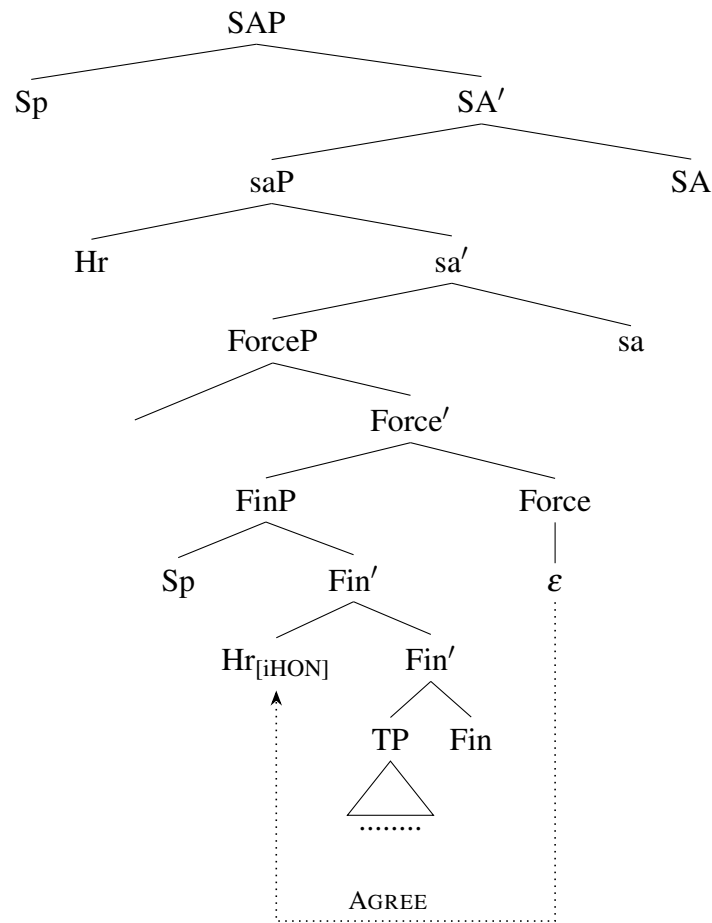 SAP
Sp SA′
saP SA
Hr sa′
ForceP sa
Force′
FinP Force
Sp Fin′ ε
Hr[iHON] Fin′
TP Fin
........
AGREE